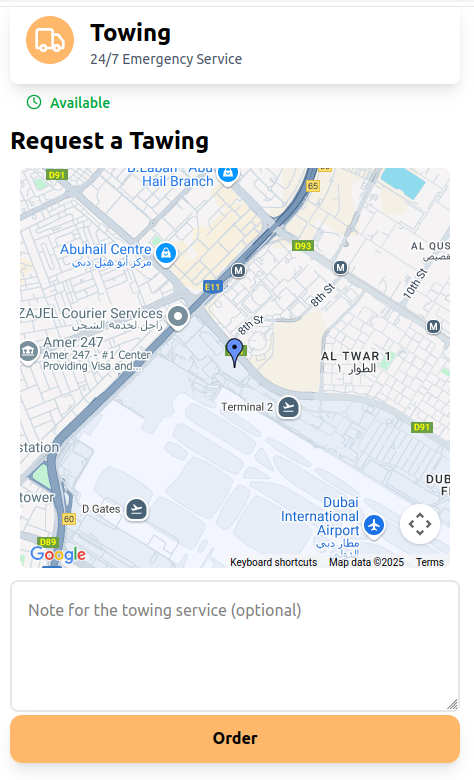 Towing
24/7 Emergency Service
Available
Request a Tawing
D91
B.Laban - Abu
Hail Branch
65
D93
AL QUS
القصيص
Abuhail Centre
مركز أبو هيل دبي
M
M
10th St
E11
8th St
ZAJEL Courier Services
زاجل لخدمة الشحن
8th St
M
Amer 247
Amer 247 - #1 Center
Providing Visa and...
AL TWAR 1
الطوار ١
Terminal 2
D91
station
DUB
tower
D Gates
Dubai
International
Airport
مطار دبي
60
D89
Google
Keyboard shortcuts
Map data ©2025
Terms
Note for the towing service (optional)
Order